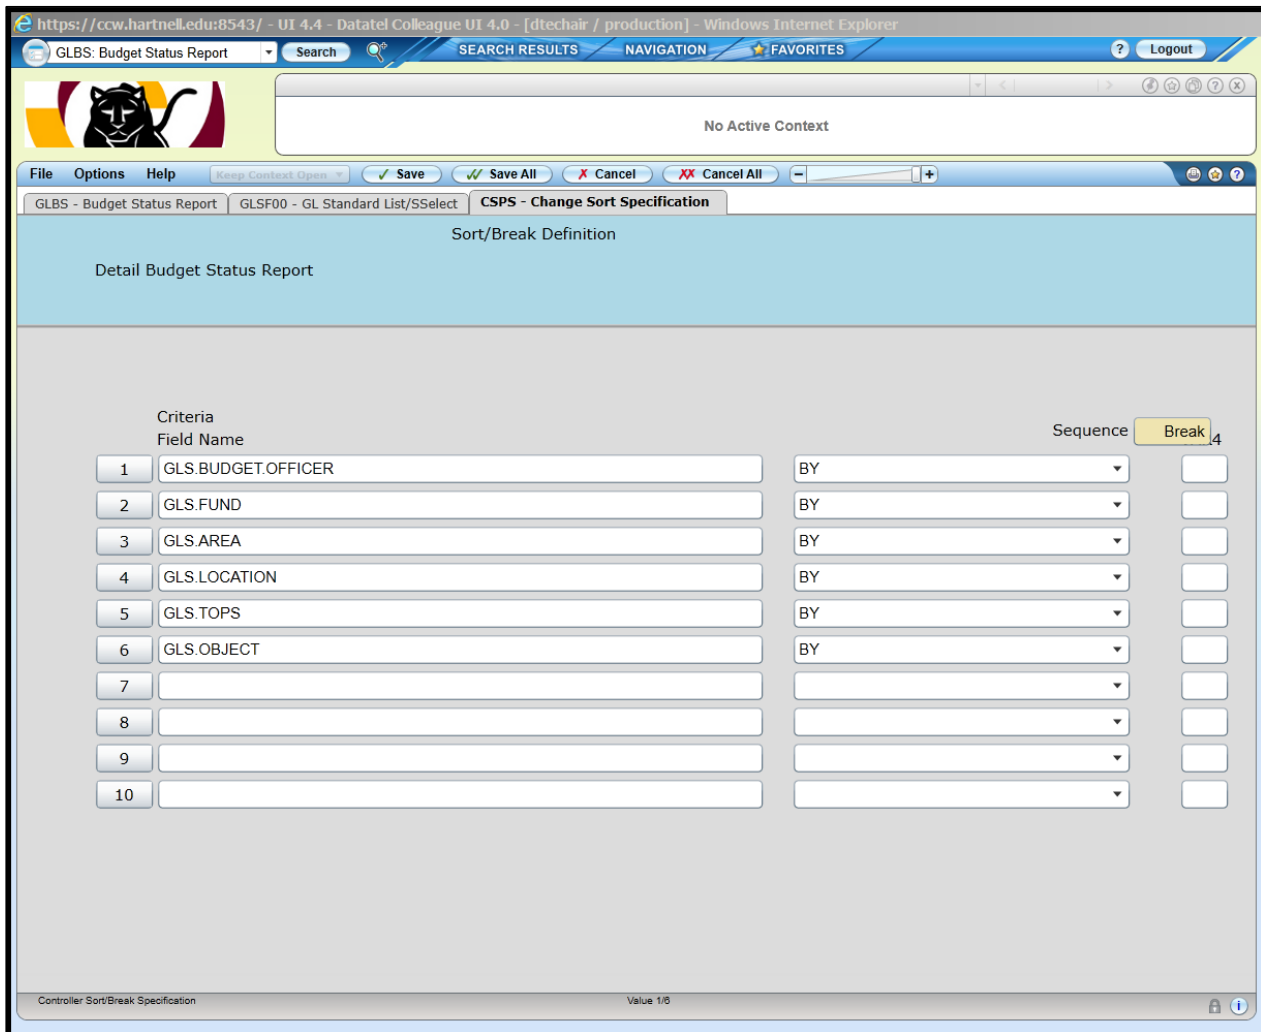 https://ccw.hartnell.edu:8543/ - UI 4.4 - Datatel Colleague UI 4.0 - [dtechair / production] - Windows Internet Explorer
GLBS: Budget Status Report Search SEARCH RESULTS NAVIGATION FAVORITES ? Logout
No Active Context
File Options Help Keep Context Open Save Save All Cancel Cancel All
GLBS - Budget Status Report GLSF00 - GL Standard List/SSelect CSPS - Change Sort Specification
Sort/Break Definition
Detail Budget Status Report
Criteria
Field Name Sequence Break
1 GLS.BUDGET.OFFICER BY
2 GLS.FUND BY
3 GLS.AREA BY
4 GLS.LOCATION BY
5 GLS.TOPS BY
6 GLS.OBJECT BY
7
8
9
10
Controller Sort/Break Specification Value 1/6